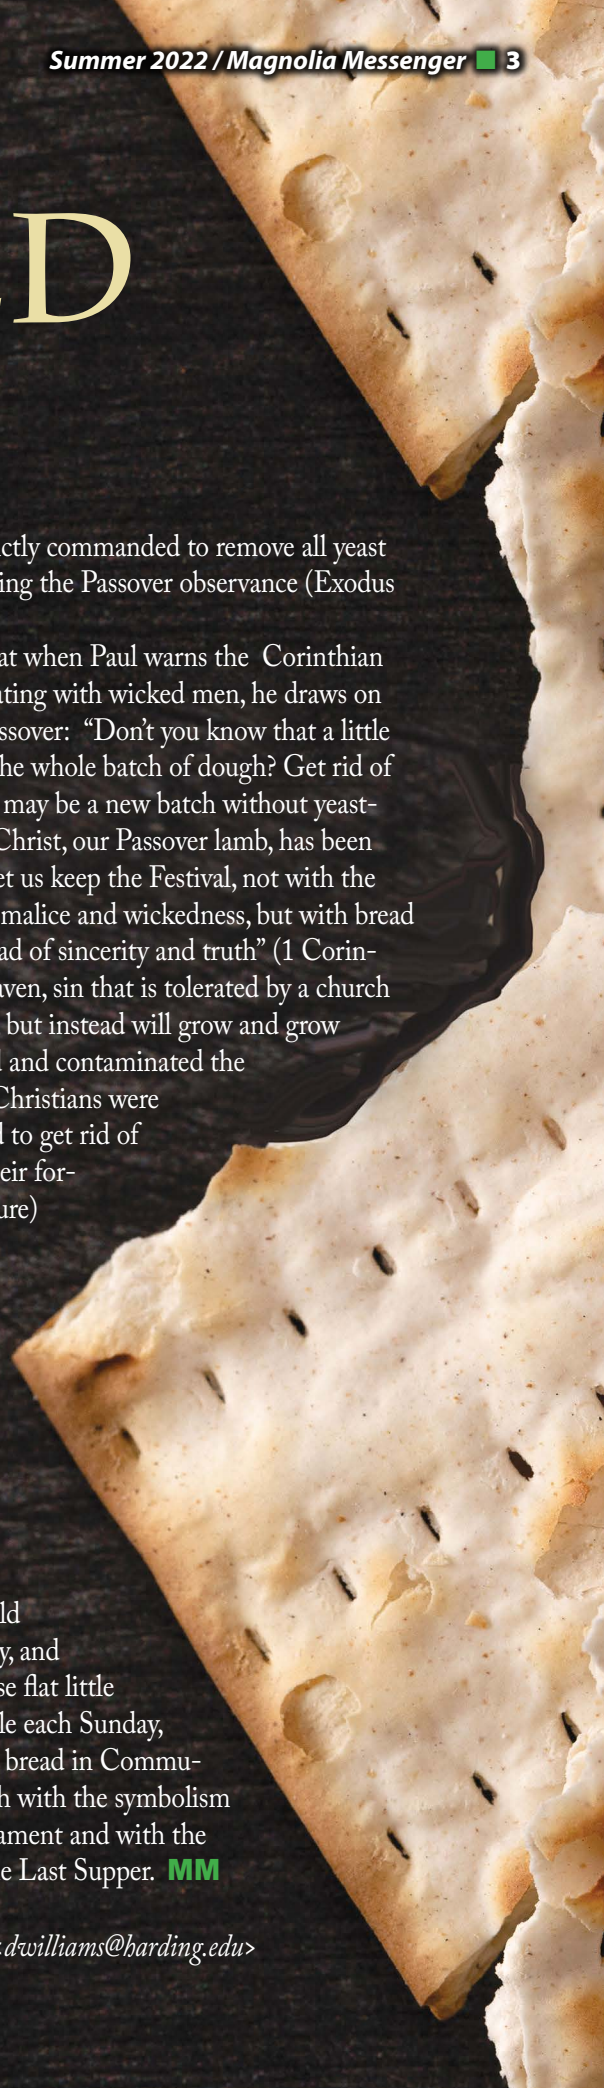 Summer 2022 / Magnolia Messenger ■ 3
D
ctly commanded to remove all yeast
ing the Passover observance (Exodus
at when Paul warns the Corinthian
ating with wicked men, he draws on
ssover: “Don’t you know that a little
he whole batch of dough? Get rid of
may be a new batch without yeast-
Christ, our Passover lamb, has been
et us keep the Festival, not with the
malice and wickedness, but with bread
ad of sincerity and truth” (1 Corin-
aven, sin that is tolerated by a church
but instead will grow and grow
d and contaminated the
Christians were
d to get rid of
eir for-
ure)
ld
y, and
se flat little
le each Sunday,
bread in Commu-
h with the symbolism
ament and with the
e Last Supper. MM
dwilliams@harding.edu>